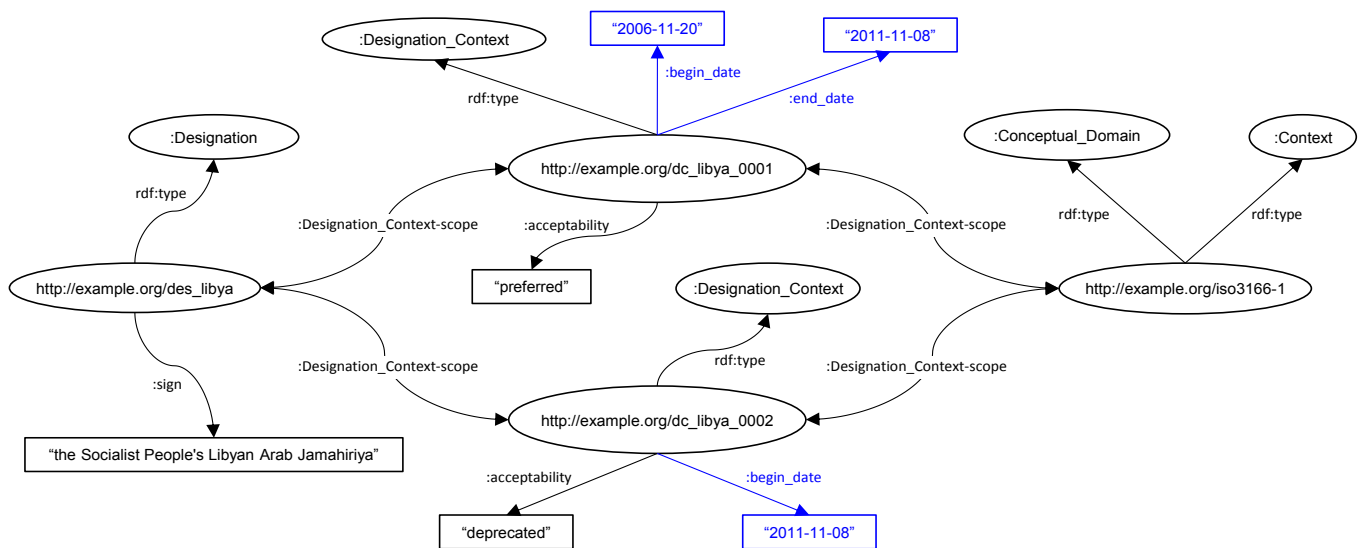 “2006-11-20”
“2011-11-08”
:Designation_Context
:begin_date
:end_date
rdf:type
:Designation
:Conceptual_Domain
:Context
http://example.org/dc_libya_0001
rdf:type
rdf:type
rdf:type
:Designation_Context-scope
:acceptability
:Designation_Context-scope
http://example.org/des_libya
“preferred”
:Designation_Context
http://example.org/iso3166-1
:sign
:Designation_Context-scope
rdf:type
:Designation_Context-scope
http://example.org/dc_libya_0002
“the Socialist People's Libyan Arab Jamahiriya”
:acceptability
:begin_date
“deprecated”
“2011-11-08”